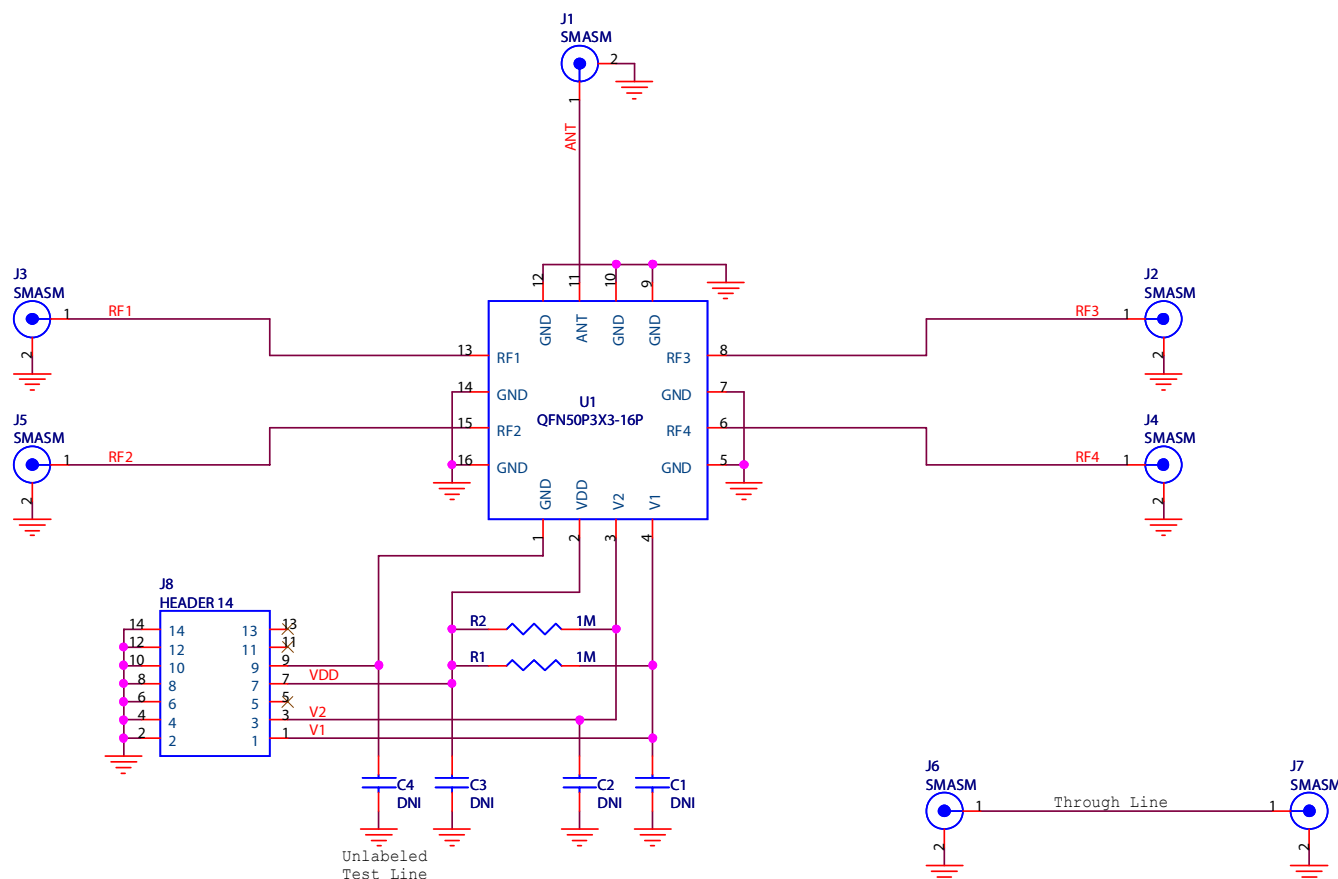 J1
SMASM
2
1
ANT
J3
SMASM
1
RF1
2
J2
SMASM
RF3
1
2
12
11
10
9
GND
ANT
GND
GND
13
RF1
RF3
8
14
GND
GND
7
U1
QFN50P3X3-16P
15
RF2
RF4
6
16
GND
GND
5
GND
VDD
V2
V1
1
2
3
4
J5
SMASM
1
RF2
2
J4
SMASM
RF4
1
2
J8
HEADER 14
14
14
13
13
12
12
11
11
10
10
9
9
8
8
7
7
VDD
6
6
5
5
4
4
3
3
V2
2
2
1
1
V1
R2
1M
R1
1M
C4
DNI
C3
DNI
C2
DNI
C1
DNI
Unlabeled
Test Line
J6
SMASM
1
2
Through Line
J7
SMASM
1
2